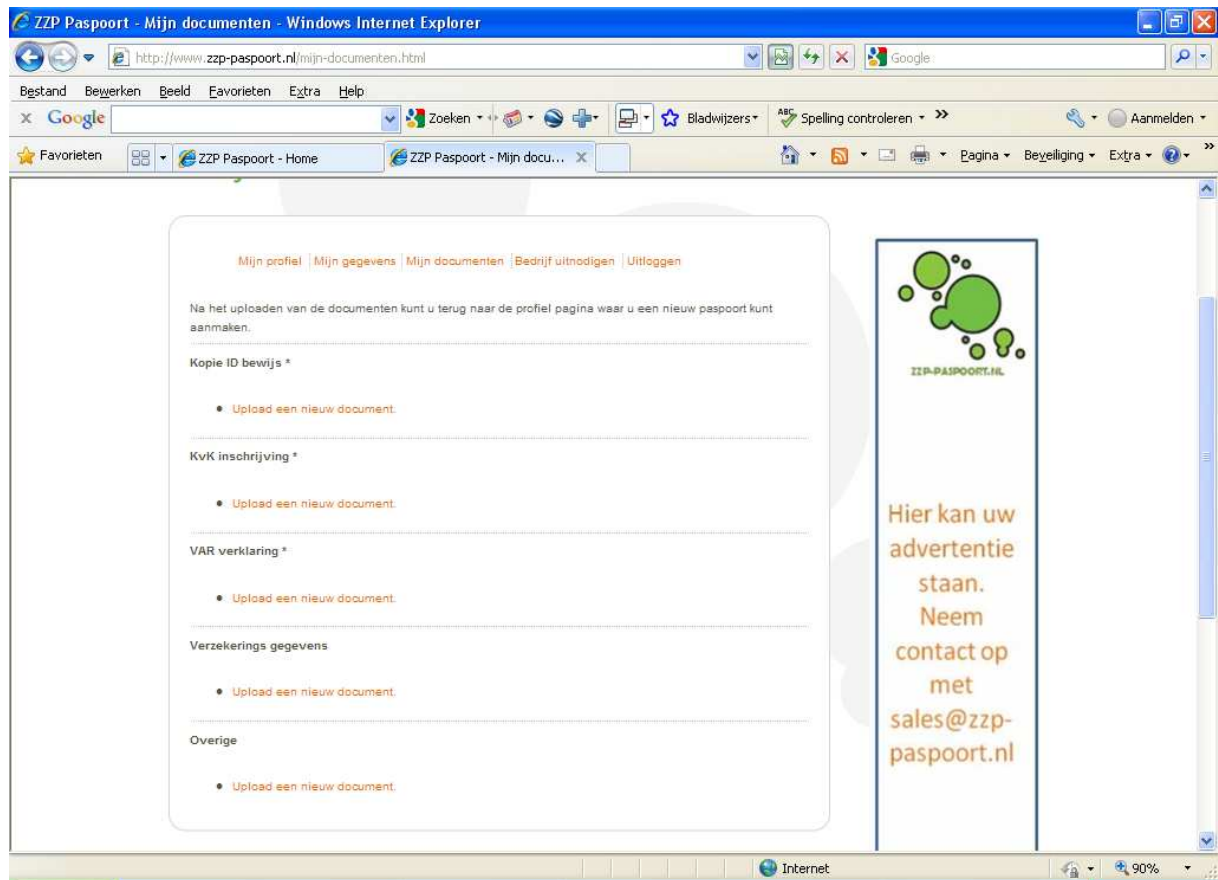 ZZP Paspoort - Mijn documenten - Windows Internet Explorer
http://www.zzp-paspoort.nl/mijn-documenten.html
Google
Bestand Bewerken Beeld Favorieten Extra Help
x Google Zoeken Bladwijzers ABC Spelling controleren » Aanmelden
Favorieten ZZP Paspoort - Home ZZP Paspoort - Mijn docu... X Pagina Beveiliging Extra »
Mijn profiel Mijn gegevens Mijn documenten Bedrijf uitnodigen Uitloggen
Na het uploaden van de documenten kunt u terug naar de profiel pagina waar u een nieuw paspoort kunt
aanmaken.
Kopie ID bewijs *
• Upload een nieuw document.
KvK inschrijving *
• Upload een nieuw document.
VAR verklaring *
• Upload een nieuw document.
Verzekerings gegevens
• Upload een nieuw document.
Overige
• Upload een nieuw document.
ZZP-PASPOORT.NL
Hier kan uw
advertentie
staan.
Neem
contact op
met
sales@zzp-
paspoort.nl
Internet 90%